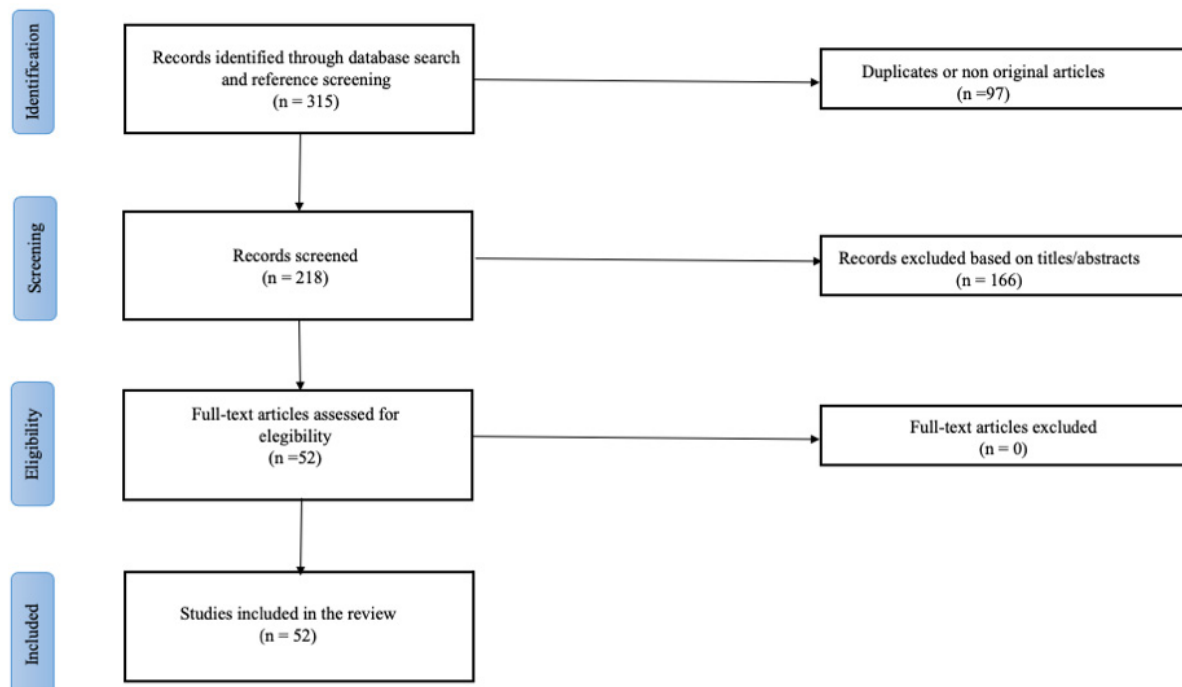 Identification
Records identified through database search
and reference screening
(n = 315)
Duplicates or non original articles
(n =97)
Screening
Records screened
(n = 218)
Records excluded based on titles/abstracts
(n = 166)
Eligibility
Full-text articles assessed for
elegibility
(n =52)
Full-text articles excluded
(n = 0)
Included
Studies included in the review
(n = 52)